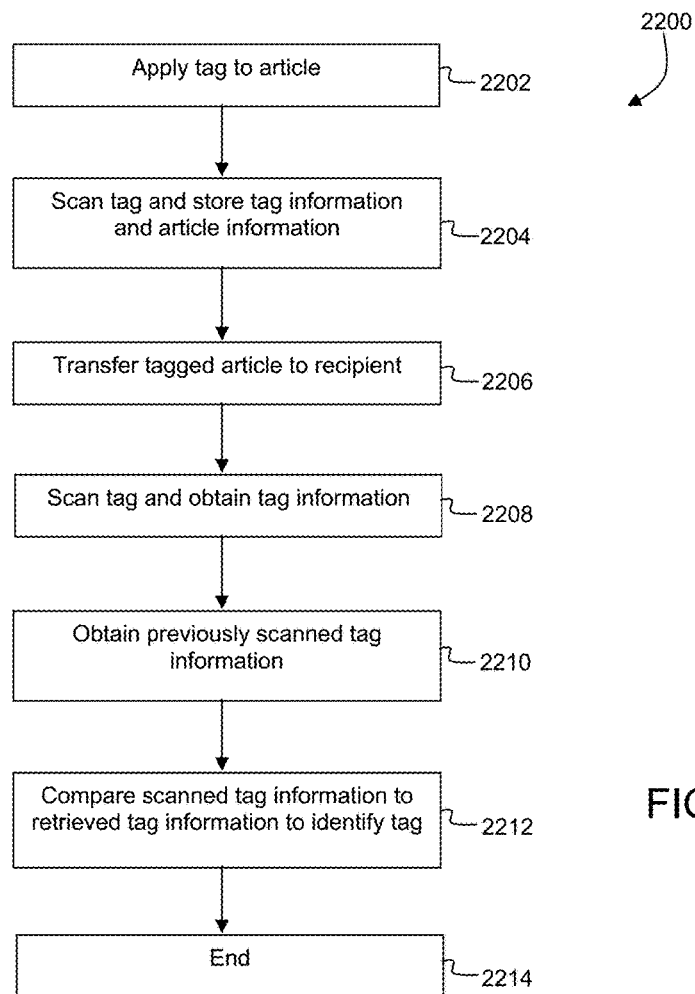 2200
Apply tag to article
2202
Scan tag and store tag information
and article information
2204
Transfer tagged article to recipient
2206
Scan tag and obtain tag information
2208
Obtain previously scanned tag
information
2210
Compare scanned tag information to
retrieved tag information to identify tag
2212
End
2214